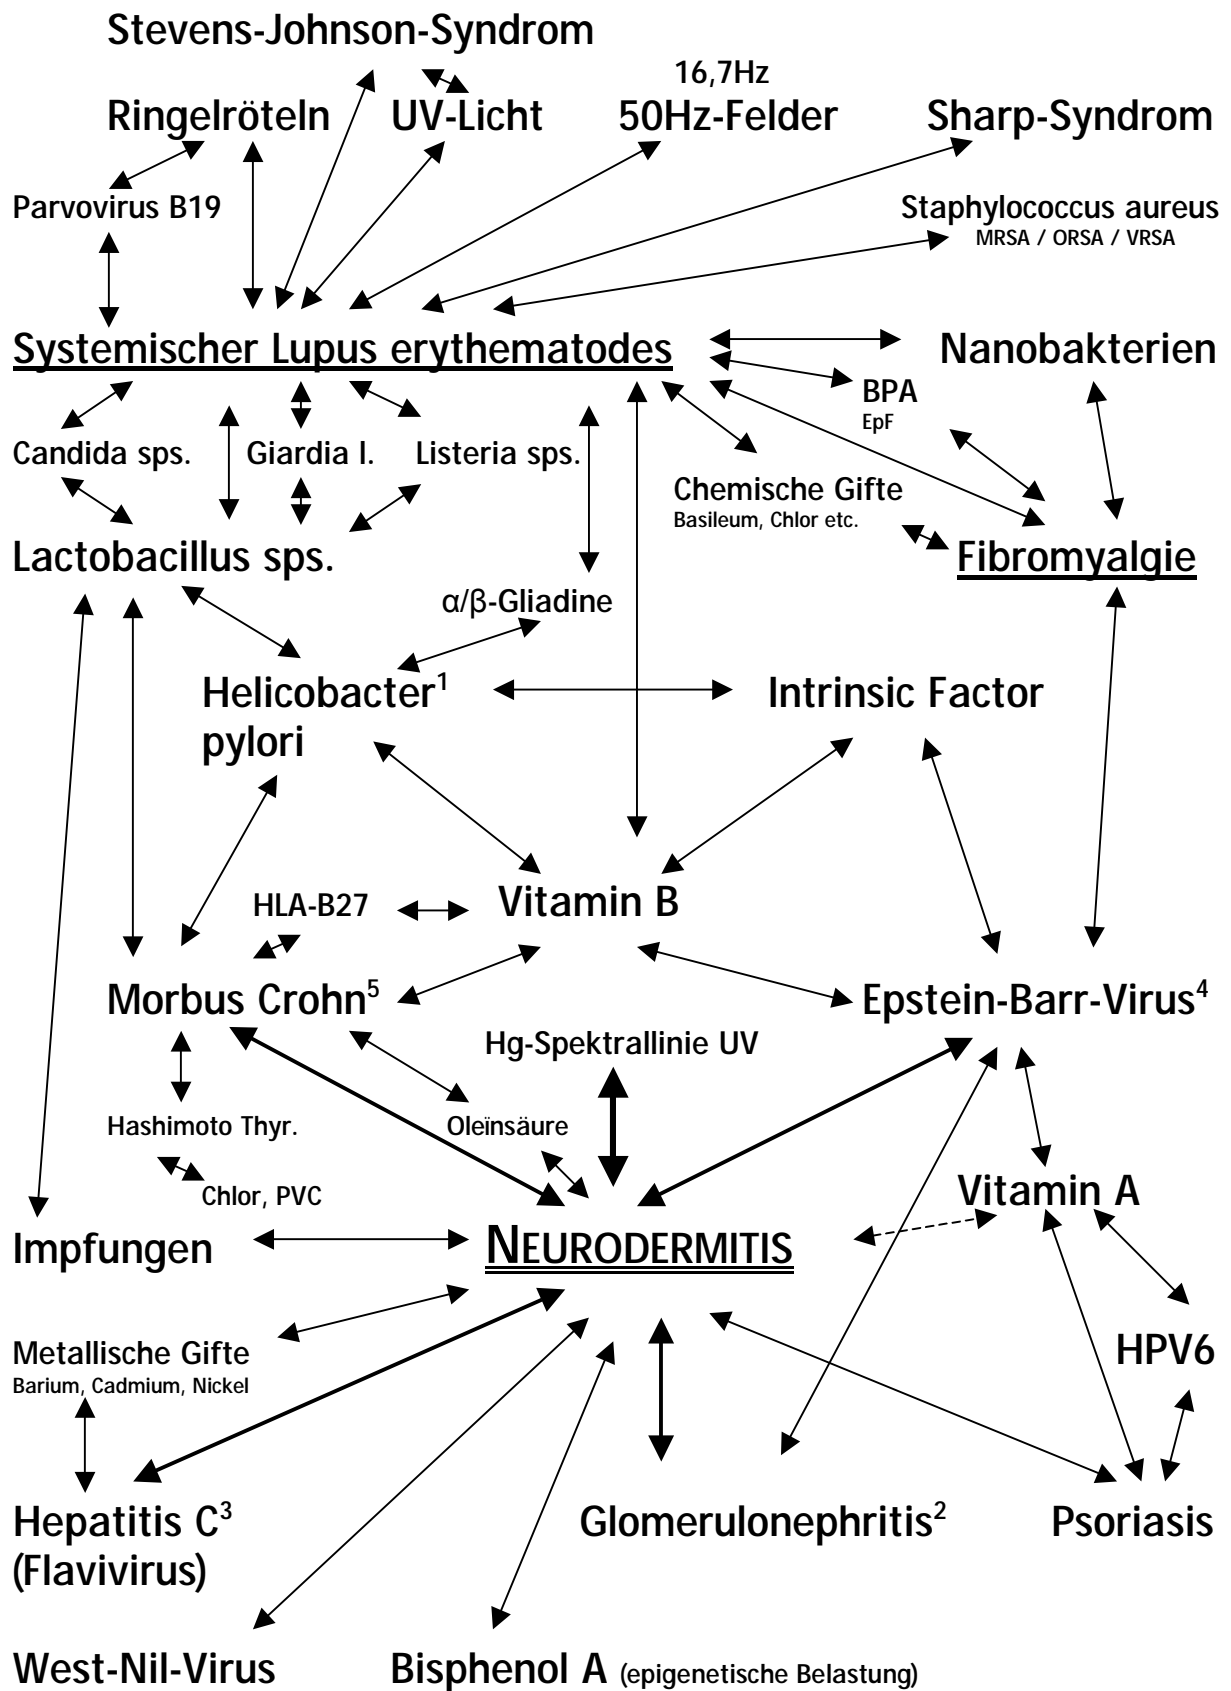 Stevens-Johnson-Syndrom
16,7Hz
Ringelröteln
UV-Licht
50Hz-Felder
Sharp-Syndrom
Parvovirus B19
Staphylococcus aureus
MRSA / ORSA / VRSA
Systemischer Lupus erythematodes
Nanobakterien
BPA
EpF
Candida sps.
Giardia l.
Listeria sps.
Chemische Gifte
Basileum, Chlor etc.
Lactobacillus sps.
Fibromyalgie
α/β-Gliadine
Helicobacter¹
pylori
Intrinsic Factor
HLA-B27
Vitamin B
Morbus Crohn⁵
Epstein-Barr-Virus⁴
Hg-Spektrallinie UV
Hashimoto Thyr.
Oleïnsäure
Chlor, PVC
Vitamin A
Impfungen
NEURODERMITIS
Metallische Gifte
Barium, Cadmium, Nickel
HPV6
Hepatitis C³
(Flavivirus)
Glomerulonephritis²
Psoriasis
West-Nil-Virus
Bisphenol A (epigenetische Belastung)